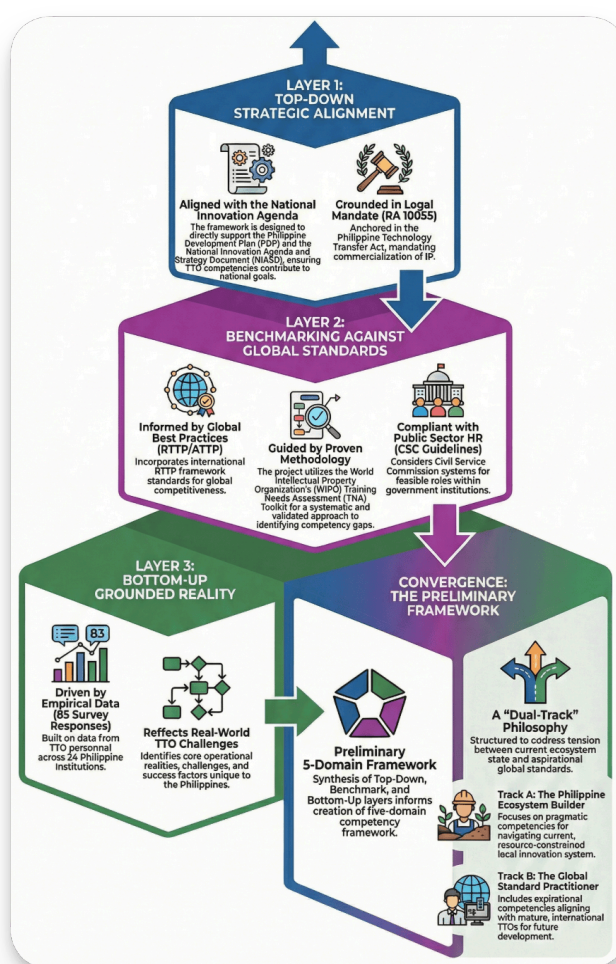 LAYER 1:
TOP-DOWN
STRATEGIC ALIGNMENT
Aligned with the National
Innovation Agenda
The framework is designed to
directly support the Philippine
Development Plan (PDP) and the
National Innovation Agenda and
Strategy Document (NIASD), ensuring
TTO competencies contribute to
national goals.
Grounded in Logal
Mandate (RA 10055)
Anchored in the
Philippine Technology
Transfer Act, mandating
commercialization of IP.
LAYER 2:
BENCHMARKING AGAINST
GLOBAL STANDARDS
Informed by Global
Best Practices
(RTTP/ATTP)
Incorporates international
RTTP framework
standards for global
competitiveness.
Guided by Proven
Methodology
The project utilizes the World
Intellectual Property
Organization's (WIPO) Training
Needs Assessment (TNA)
Toolkit for a systematic and
validated approach to
identifying competency gaps.
Compliant with
Public Sector HR
(CSC Guidelines)
Considers Civil Service
Commission systems for
feasible roles within
government institutions.
LAYER 3:
BOTTOM-UP
GROUNDED REALITY
83
Driven by
Empirical Data
(85 Survey
Responses)
Built on data from
TTO personnal
across 24 Philippine
Institutions.
Reffects Real-World
TTO Challenges
Identifies core operational
realities, challenges, and
success factors unique to
the Philippines.
CONVERGENCE:
THE PRELIMINARY
FRAMEWORK
Preliminary
5-Domain Framework
Synthesis of Top-Down,
Benchmark, and
Bottom-Up layers informs
creation of five-domain
competency
framework.
A "Dual-Track"
Philosophy
Structured to codress tension
between current ecosystem
state and aspirational
global standards.
Track A: The Philippine
Ecosystem Builder
Focuses on pragmatic
competencies for
navigating current,
resource-constreinod
local innovation system.
Track B: The Global
Standard Practitioner
Includes expirational
competencies aligning
with mature, international
TTOs for future
development.